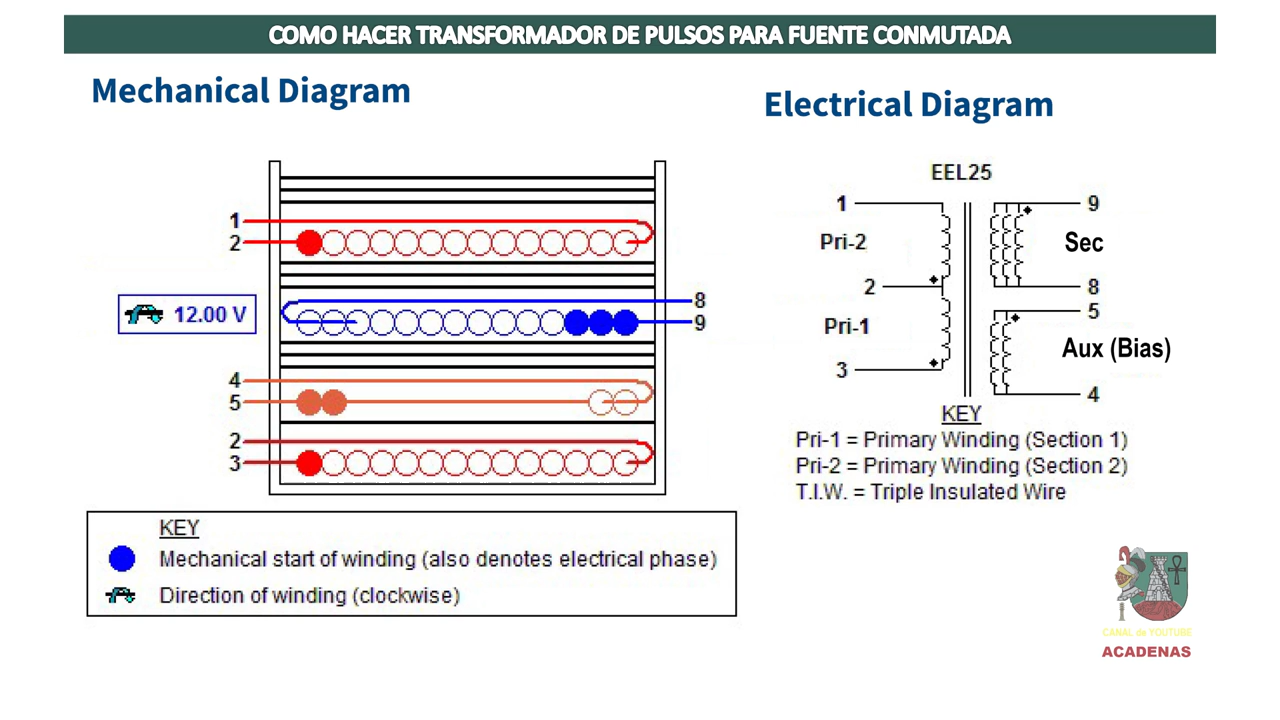 COMO HACER TRANSFORMADOR DE PULSOS PARA FUENTE CONMUTADA
Mechanical Diagram
1
2
12.00 V
8
9
4
5
2
3
KEY
Mechanical start of winding (also denotes electrical phase)
Direction of winding (clockwise)
Electrical Diagram
EEL25
1
9
Pri-2
Sec
2
8
5
Pri-1
Aux (Bias)
3
4
KEY
Pri-1 = Primary Winding (Section 1)
Pri-2 = Primary Winding (Section 2)
T.I.W. = Triple Insulated Wire
CANAL de YOUTUBE
ACADENAS